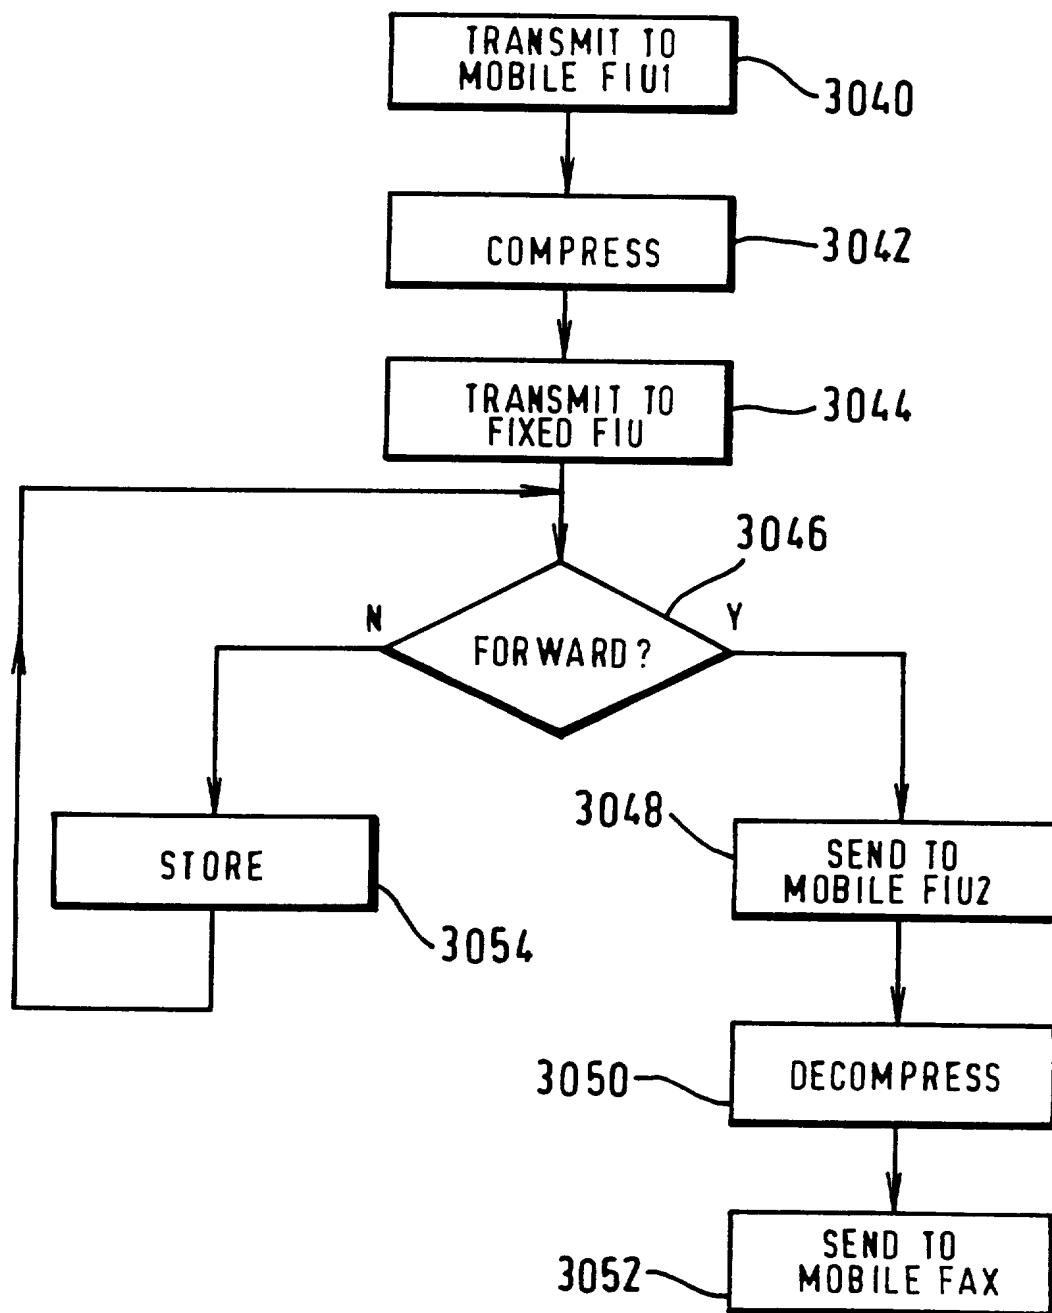 TRANSMIT TO
MOBILE FIU1
3040
COMPRESS
3042
TRANSMIT TO
FIXED FIU
3044
3046
N
FORWARD?
Y
3048
SEND TO
MOBILE FIU2
STORE
3054
3050
DECOMPRESS
3052
SEND TO
MOBILE FAX